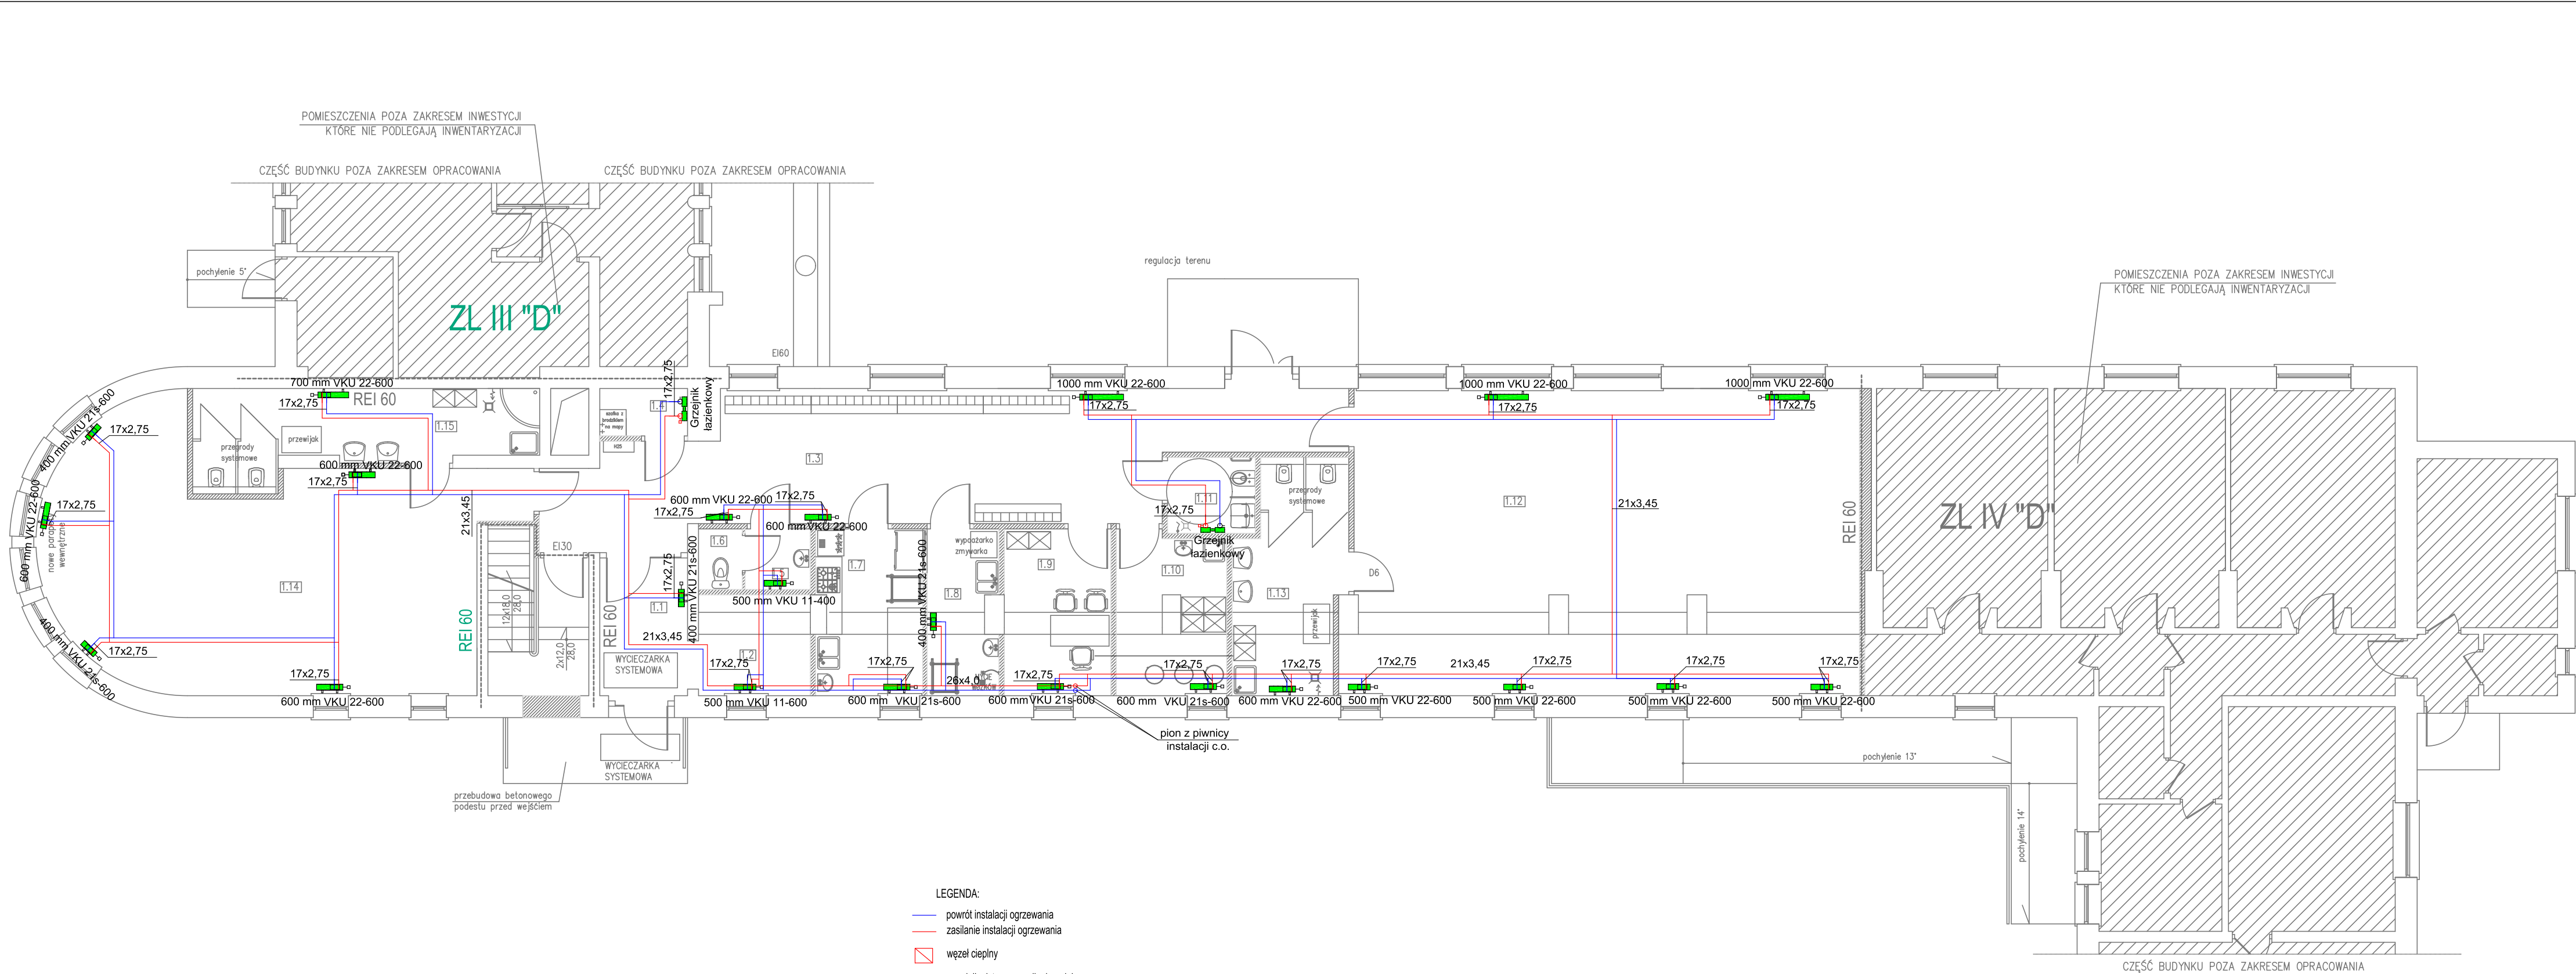 POMIESZCZENIA POZA ZAKRESEM INWESTYCJI
KTÓRE NIE PODLEGAJĄ INWENTARYZACJI
CZĘŚĆ BUDYNKU POZA ZAKRESEM OPRACOWANIA
CZĘŚĆ BUDYNKU POZA ZAKRESEM OPRACOWANIA
regulacja terenu
pochylenie 5°
POMIESZCZENIA POZA ZAKRESEM INWESTYCJI
KTÓRE NIE PODLEGAJĄ INWENTARYZACJI
ZL III "D"
EI60
700 mm VKU 22-600
REI 60
17x2,75
17x2,75
1.4
Grzejnik
łazienkowy
1000 mm VKU 22-600
17x2,75
1000 mm VKU 22-600
17x2,75
1000 mm VKU 22-600
17x2,75
400 mm VKU 21s-600
17x2,75
przewijak
1.15
przegrody
systemowe
600 mm VKU 22-600
17x2,75
1.3
600 mm VKU 22-600
17x2,75
nowe parapety
wewnętrzne
21x3,45
600 mm VKU 22-600
17x2,75
17x2,75
600 mm VKU 22-600
1.11
17x2,75
Grzejnik
łazienkowy
przegrody
systemowe
1.12
21x3,45
REI 60
ZL IV "D"
EI30
1.6
1.7
wyparzarko
zmywarka
1.9
1.10
D6
1.14
17x2,75
400 mm VKU 21s-600
1.1
500 mm VKU 11-400
400 mm VKU 21s-600
1.8
1.13
przewijak
REI 60
12x18,0
28,0
2x12,0
28,0
REI 60
21x3,45
WYCIECZARKA
SYSTEMOWA
1.2
400 mm VKU 21s-600
17x2,75
17x2,75
600 mm VKU 22-600
17x2,75
500 mm VKU 11-600
17x2,75
600 mm VKU 21s-600
26x4,0
17x2,75
600 mm VKU 21s-600
17x2,75
600 mm VKU 21s-600
17x2,75
600 mm VKU 22-600
17x2,75
500 mm VKU 22-600
21x3,45
17x2,75
500 mm VKU 22-600
17x2,75
500 mm VKU 22-600
17x2,75
500 mm VKU 22-600
pion z piwnicy
instalacji c.o.
WYCIECZARKA
SYSTEMOWA
przebudowa betonowego
podestu przed wejściem
pochylenie 13°
pochylenie 14°
LEGENDA:
powrót instalacji ogrzewania
zasilanie instalacji ogrzewania
węzeł cieplny
CZĘŚĆ BUDYNKU POZA ZAKRESEM OPRACOWANIA